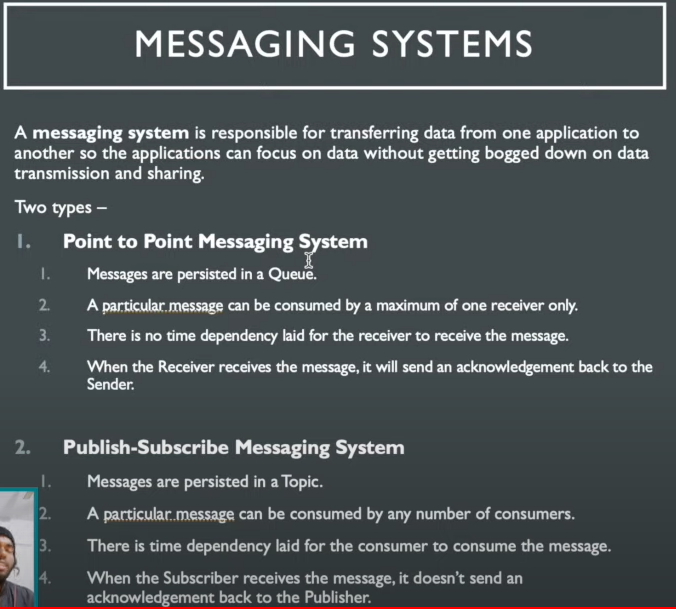 MESSAGING SYSTEMS
A messaging system is responsible for transferring data from one application to
another so the applications can focus on data without getting bogged down on data
transmission and sharing.
Two types –
1. Point to Point Messaging System
1. Messages are persisted in a Queue.
2. A particular message can be consumed by a maximum of one receiver only.
3. There is no time dependency laid for the receiver to receive the message.
4. When the Receiver receives the message, it will send an acknowledgement back to the
Sender.
2. Publish-Subscribe Messaging System
1. Messages are persisted in a Topic.
2. A particular message can be consumed by any number of consumers.
3. There is time dependency laid for the consumer to consume the message.
4. When the Subscriber receives the message, it doesn't send an
acknowledgement back to the Publisher.